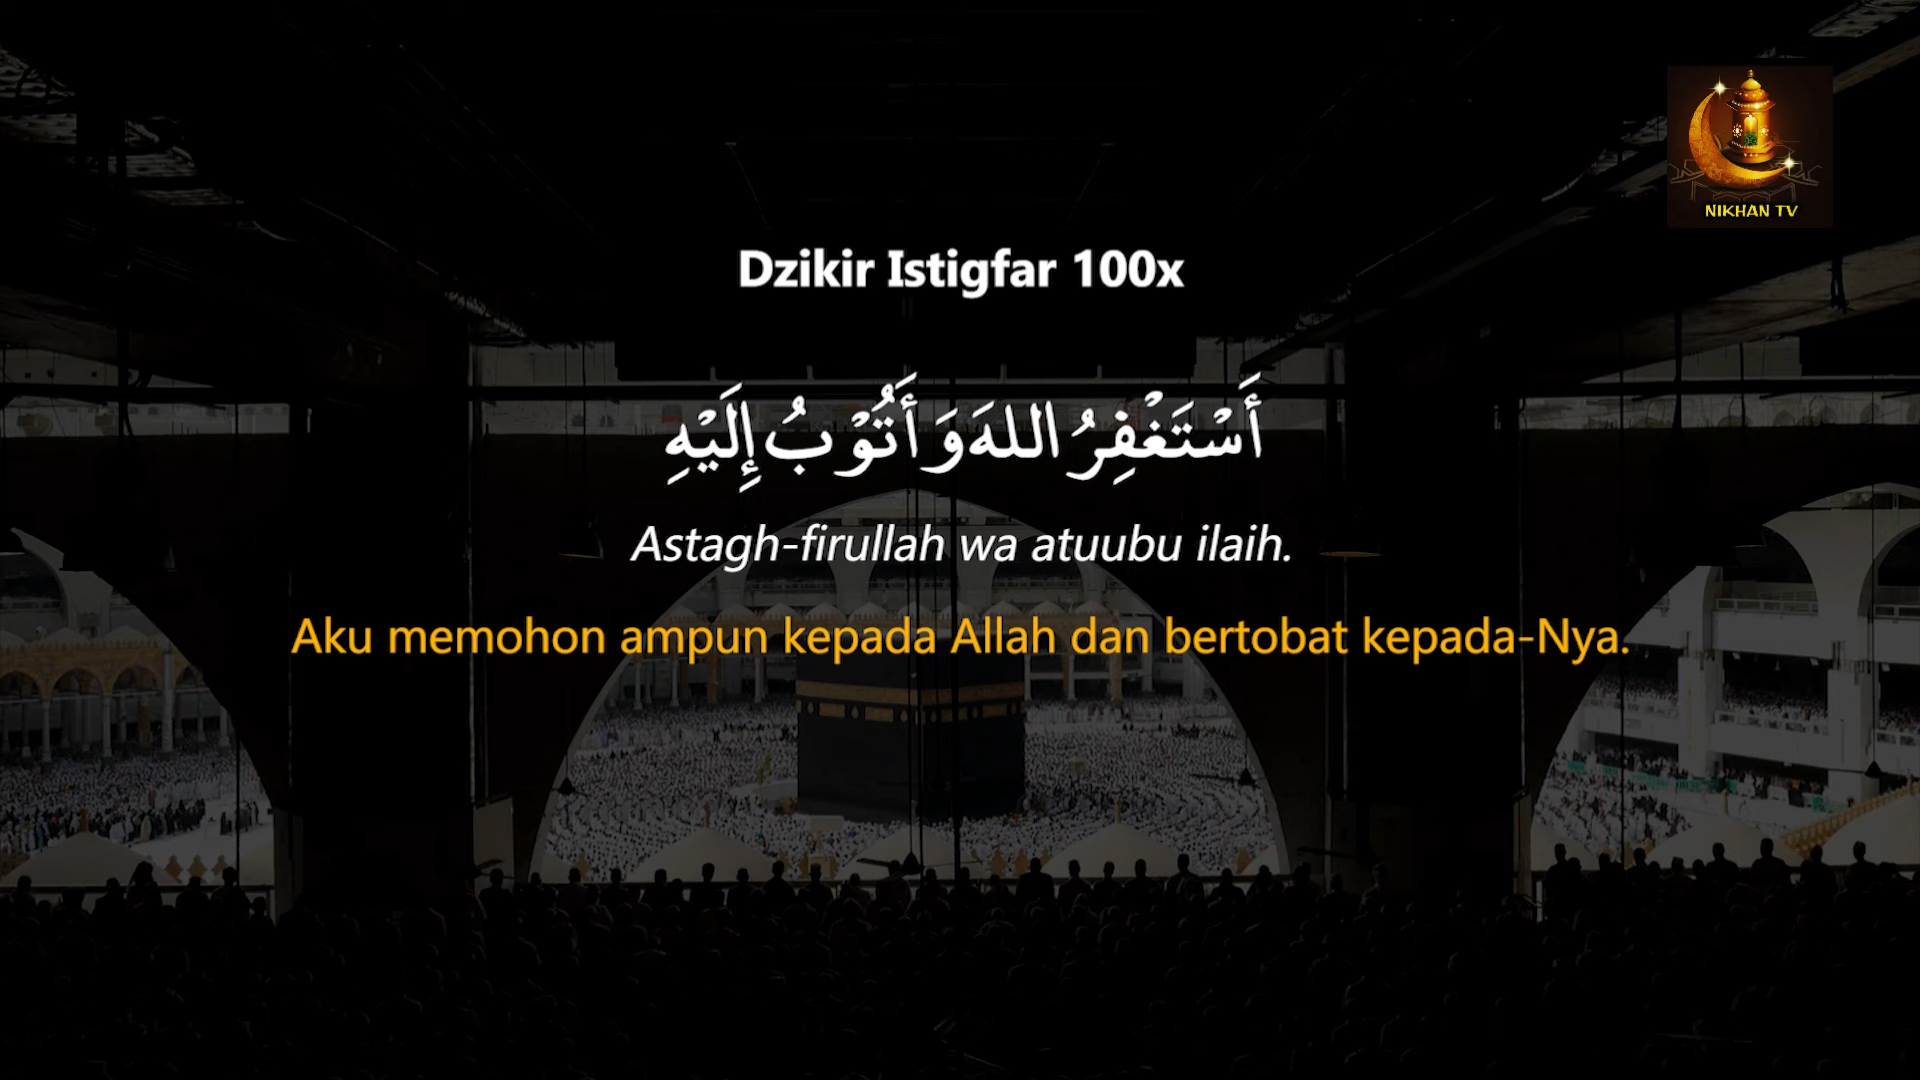 NIKHAN TV
Dzikir Istigfar 100x
أَسْتَغْفِرُ اللهَ وَ أَتُوْبُ إِلَيْهِ
Astagh-firullah wa atuubu ilaih.
Aku memohon ampun kepada Allah dan bertobat kepada-Nya.